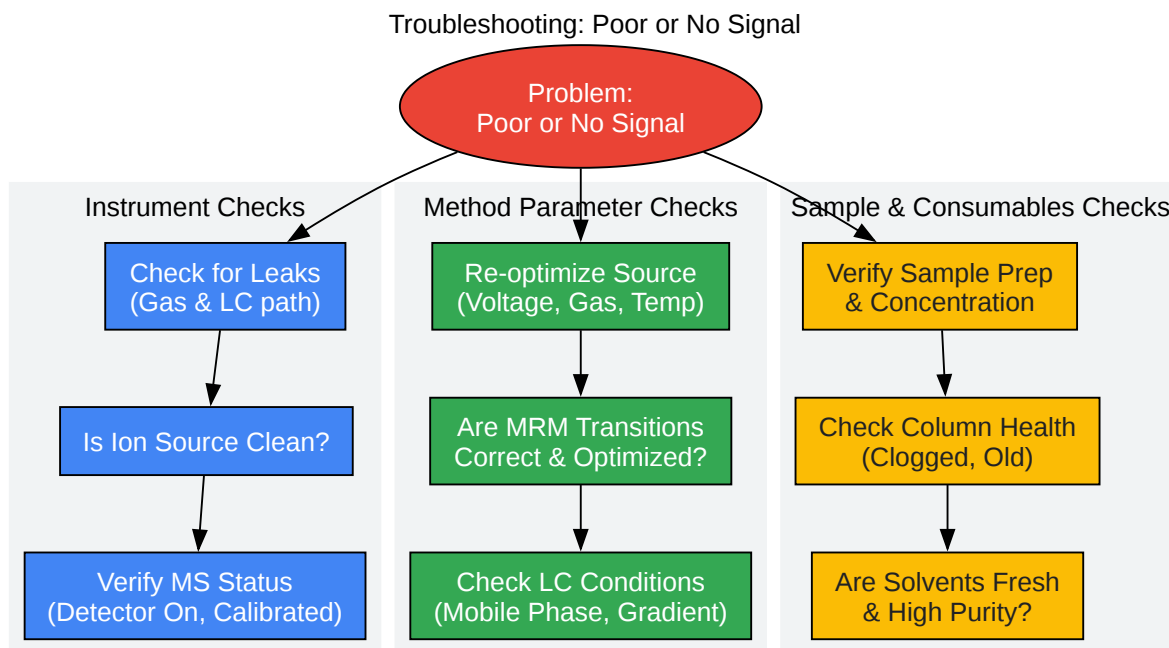 Troubleshooting: Poor or No Signal
Problem:
Poor or No Signal
Instrument Checks
Check for Leaks
(Gas & LC path)
Is Ion Source Clean?
Verify MS Status
(Detector On, Calibrated)
Method Parameter Checks
Re-optimize Source
(Voltage, Gas, Temp)
Are MRM Transitions
Correct & Optimized?
Check LC Conditions
(Mobile Phase, Gradient)
Sample & Consumables Checks
Verify Sample Prep
& Concentration
Check Column Health
(Clogged, Old)
Are Solvents Fresh
& High Purity?